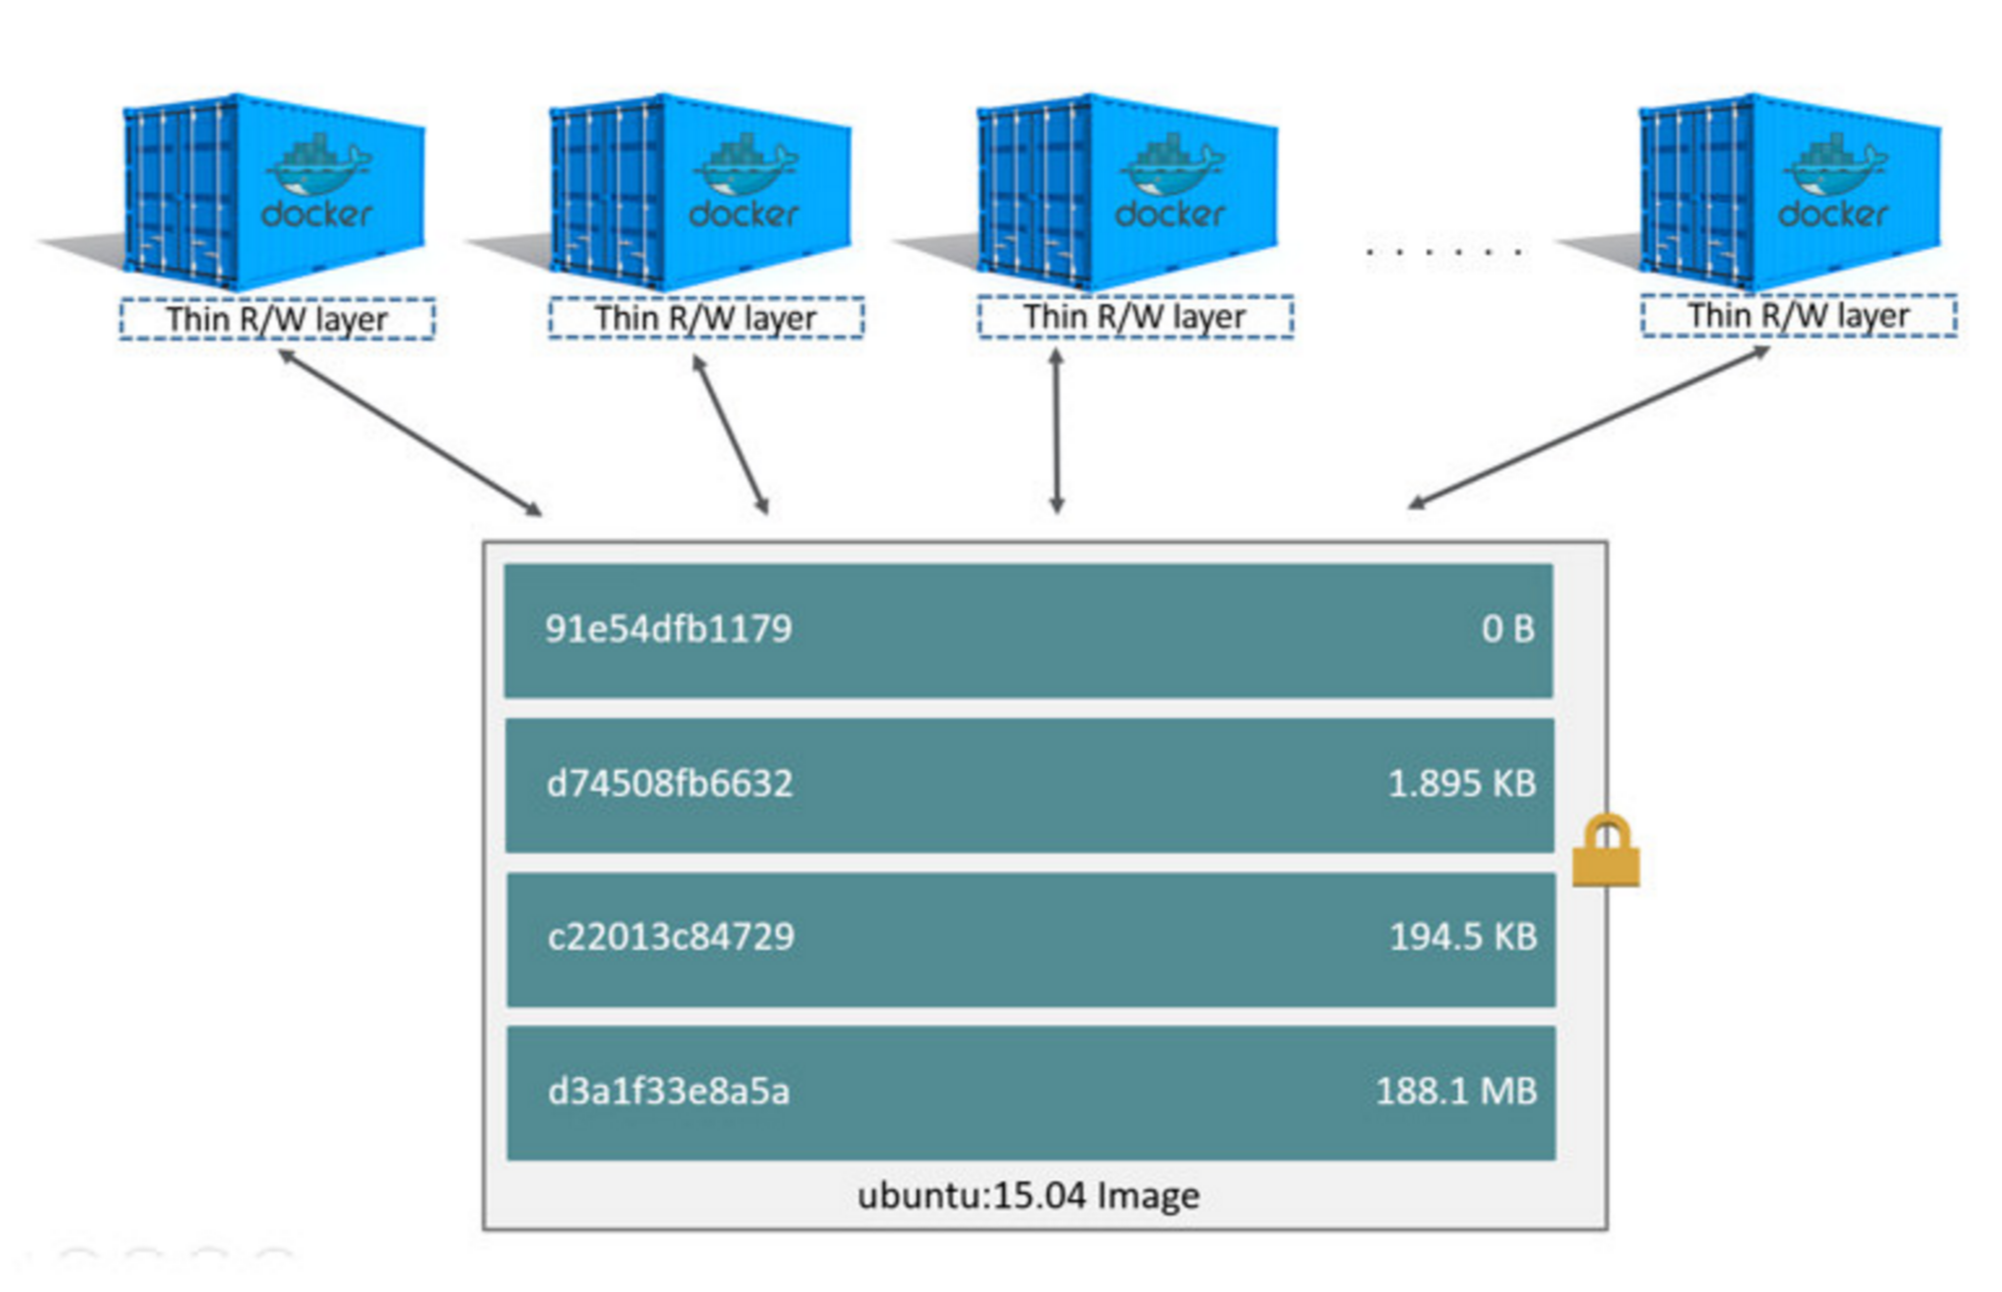 docker
docker
docker
docker
Thin R/W layer
Thin R/W layer
Thin R/W layer
. . . . . .
Thin R/W layer
91e54dfb1179 0 B
d74508fb6632 1.895 KB
c22013c84729 194.5 KB
d3a1f33e8a5a 188.1 MB
ubuntu:15.04 Image